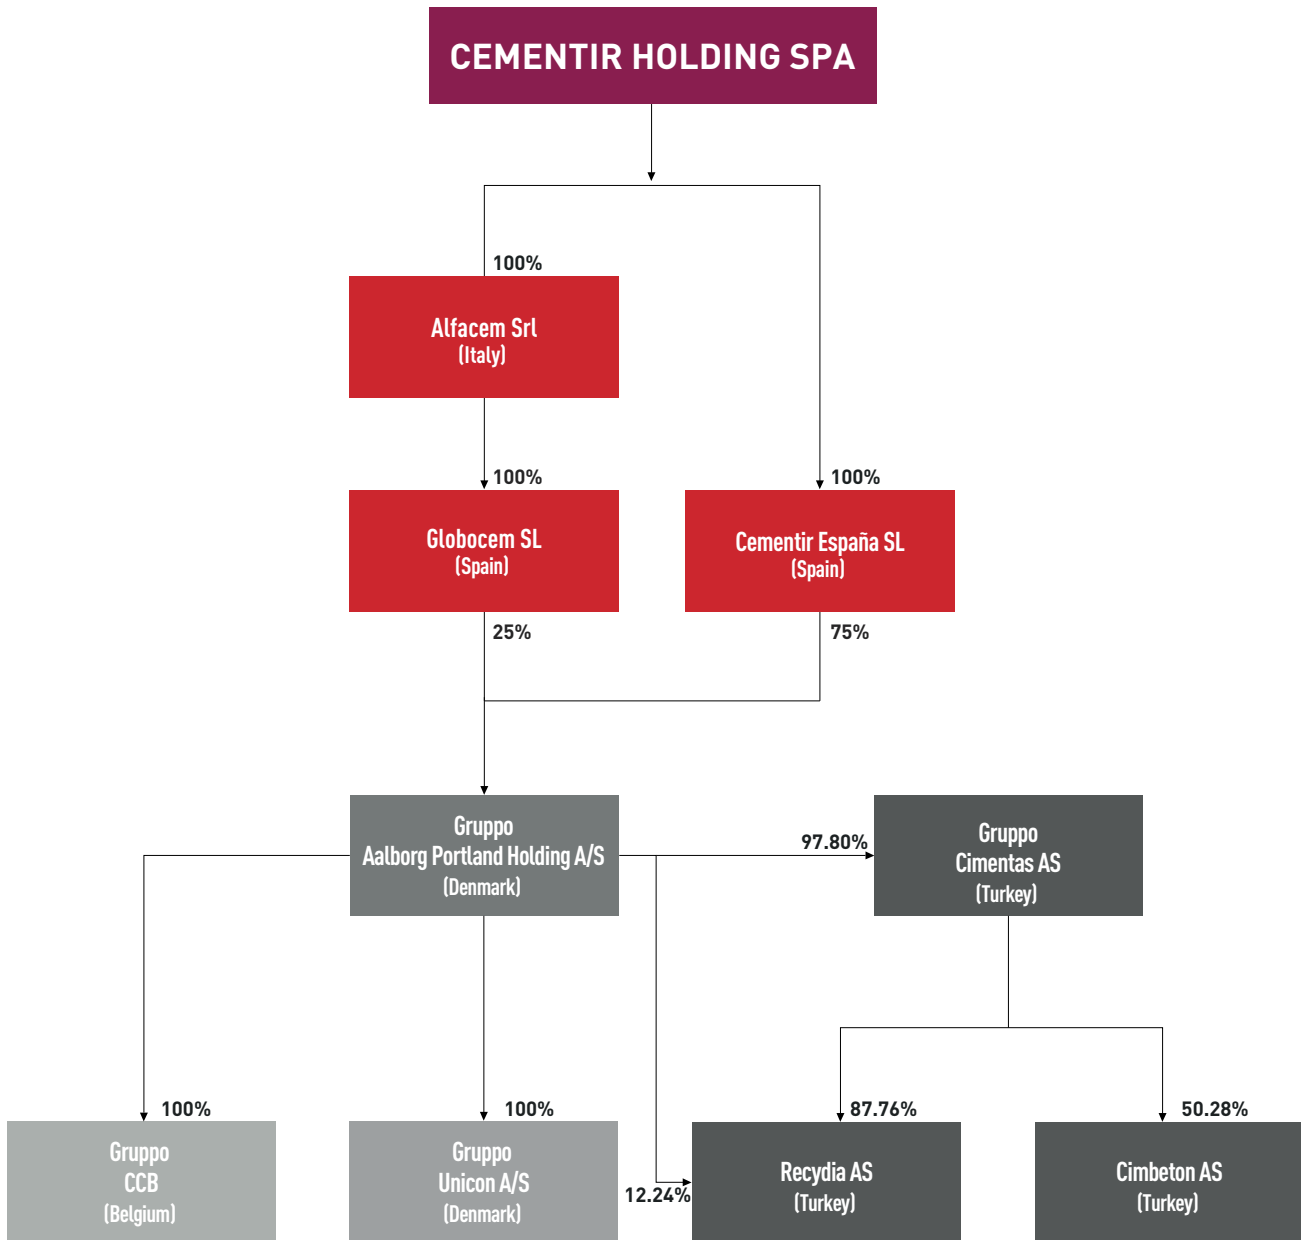 CEMENTIR HOLDING SPA
100%
Alfacem Srl
(Italy)
100%
100%
Globocem SL
(Spain)
Cementir España SL
(Spain)
25%
75%
Gruppo
Aalborg Portland Holding A/S
(Denmark)
97.80%
Gruppo
Cimentas AS
(Turkey)
100%
100%
87.76%
50.28%
Gruppo
CCB
(Belgium)
Gruppo
Unicon A/S
(Denmark)
12.24%
Recydia AS
(Turkey)
Cimbeton AS
(Turkey)